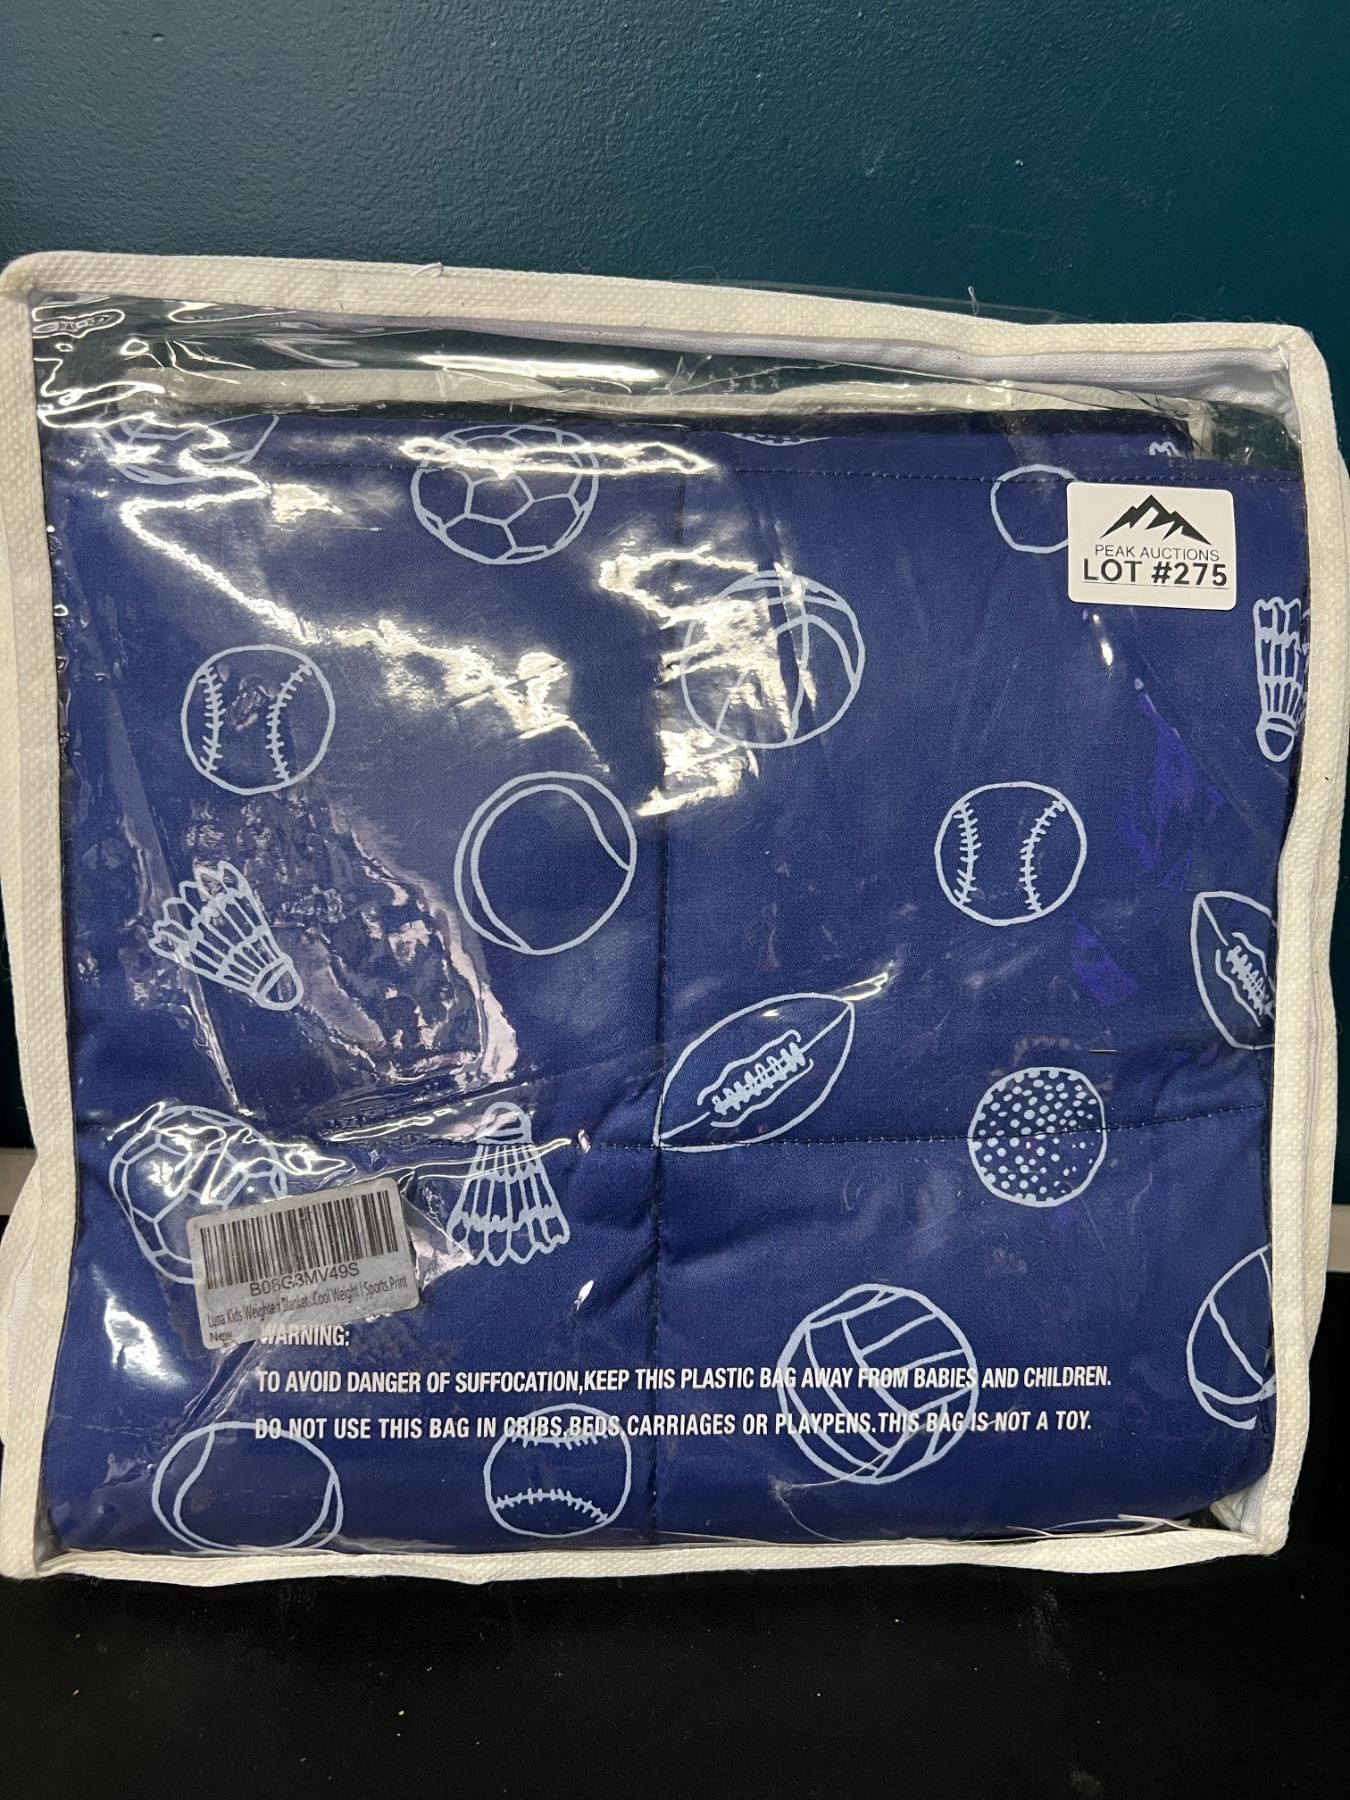 PEAK AUCTIONS
LOT #275
B08G3MV49S
Luna Kids Weighted Blanket..Cool Weight | Sports Print
New
WARNING:
TO AVOID DANGER OF SUFFOCATION,KEEP THIS PLASTIC BAG AWAY FROM BABIES AND CHILDREN.
DO NOT USE THIS BAG IN CRIBS,BEDS,CARRIAGES OR PLAYPENS.THIS BAG IS NOT A TOY.